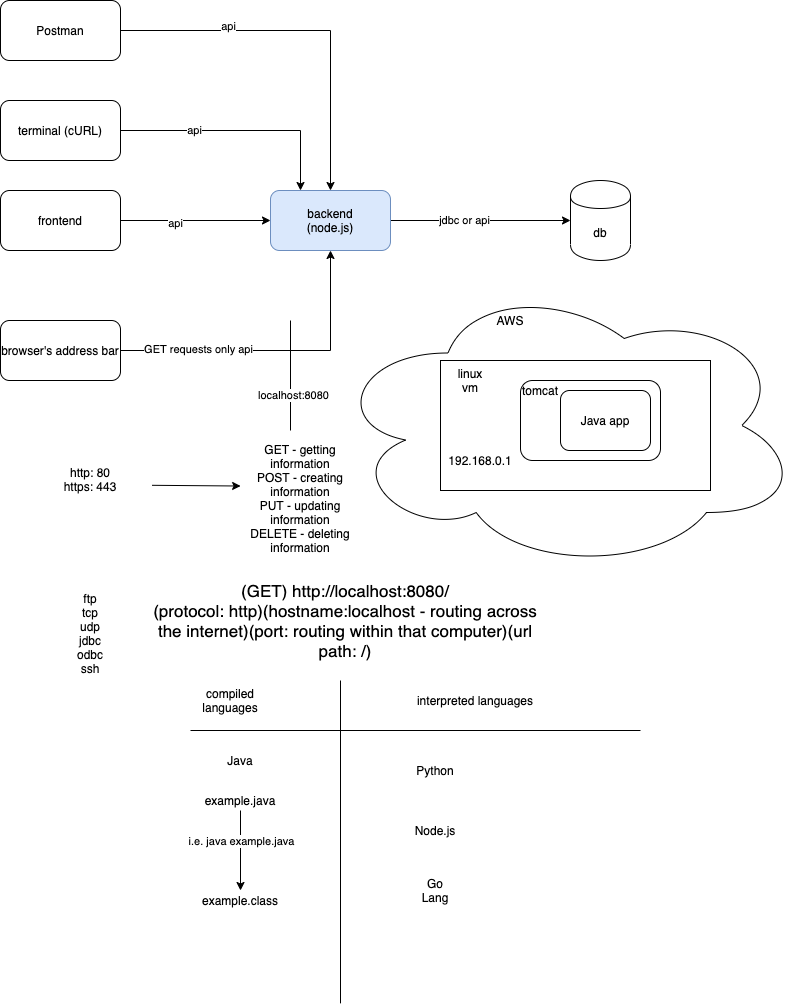 Postman
api
terminal (cURL)
api
frontend
api
backend
(node.js)
jdbc or api
db
browser's address bar
GET requests only api
localhost:8080
AWS
linux
vm
tomcat
Java app
192.168.0.1
http: 80
https: 443
GET - getting
information
POST - creating
information
PUT - updating
information
DELETE - deleting
information
ftp
tcp
udp
jdbc
odbc
ssh
(GET) http://localhost:8080/
(protocol: http)(hostname:localhost - routing across
the internet)(port: routing within that computer)(url
path: /)
compiled
languages
interpreted languages
Java
Python
example.java
i.e. java example.java
Node.js
example.class
Go
Lang